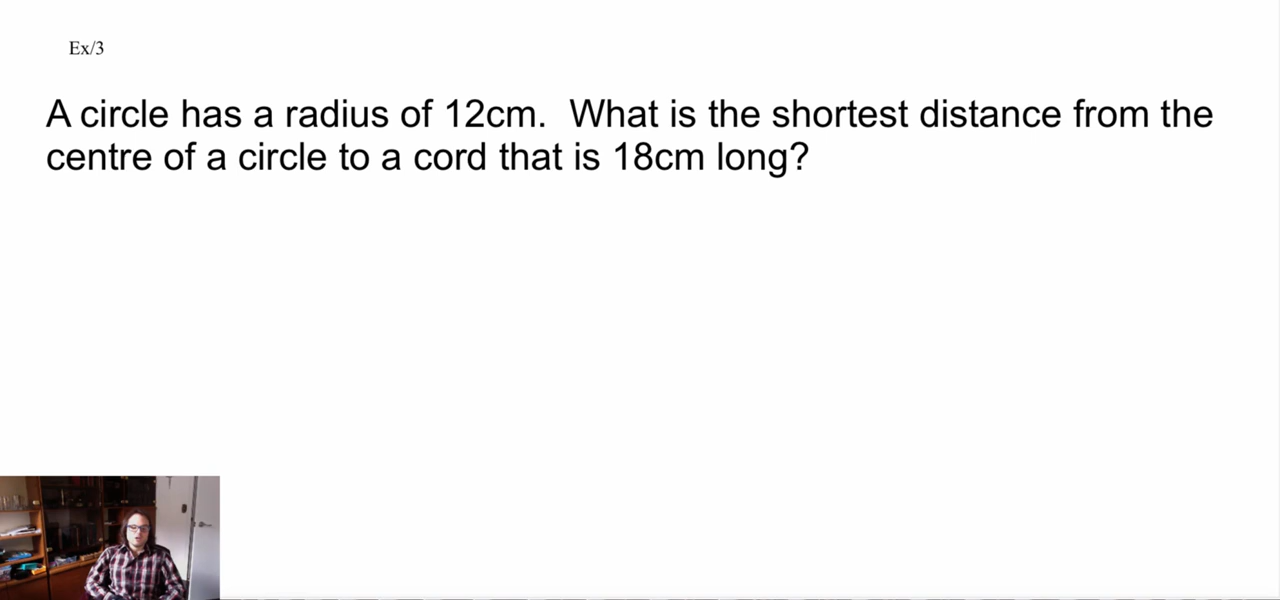 Ex/3
A circle has a radius of 12cm.  What is the shortest distance from the
centre of a circle to a cord that is 18cm long?